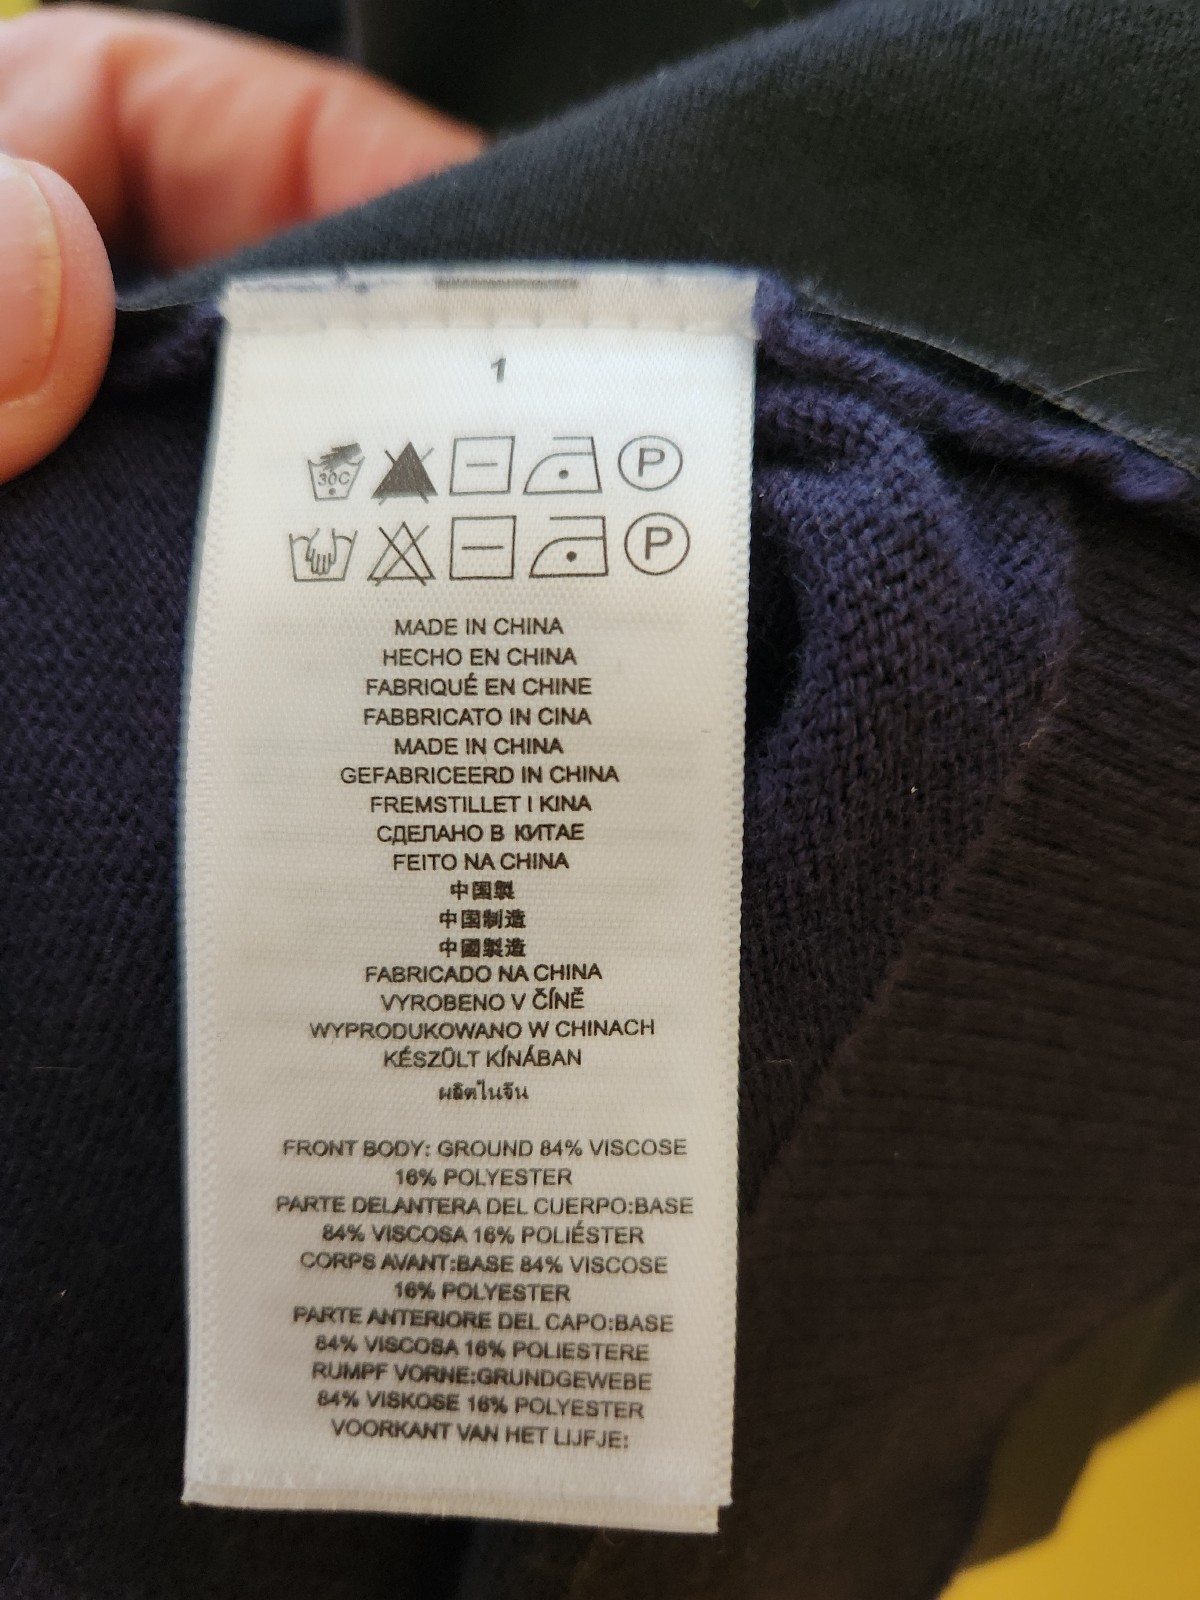 1
30C
P
P
MADE IN CHINA
HECHO EN CHINA
FABRIQUÉ EN CHINE
FABBRICATO IN CINA
MADE IN CHINA
GEFABRICEERD IN CHINA
FREMSTILLET I KINA
СДЕЛАНО В КИТАЕ
FEITO NA CHINA
中国製
中国制造
中國製造
FABRICADO NA CHINA
VYROBENO V ČÍNĚ
WYPRODUKOWANO W CHINACH
KÉSZÜLT KÍNÁBAN
ผลิตในจีน
FRONT BODY: GROUND 84% VISCOSE
16% POLYESTER
PARTE DELANTERA DEL CUERPO:BASE
84% VISCOSA 16% POLIÉSTER
CORPS AVANT:BASE 84% VISCOSE
16% POLYESTER
PARTE ANTERIORE DEL CAPO:BASE
84% VISCOSA 16% POLIESTERE
RUMPF VORNE:GRUNDGEWEBE
84% VISKOSE 16% POLYESTER
VOORKANT VAN HET LIJFJE: